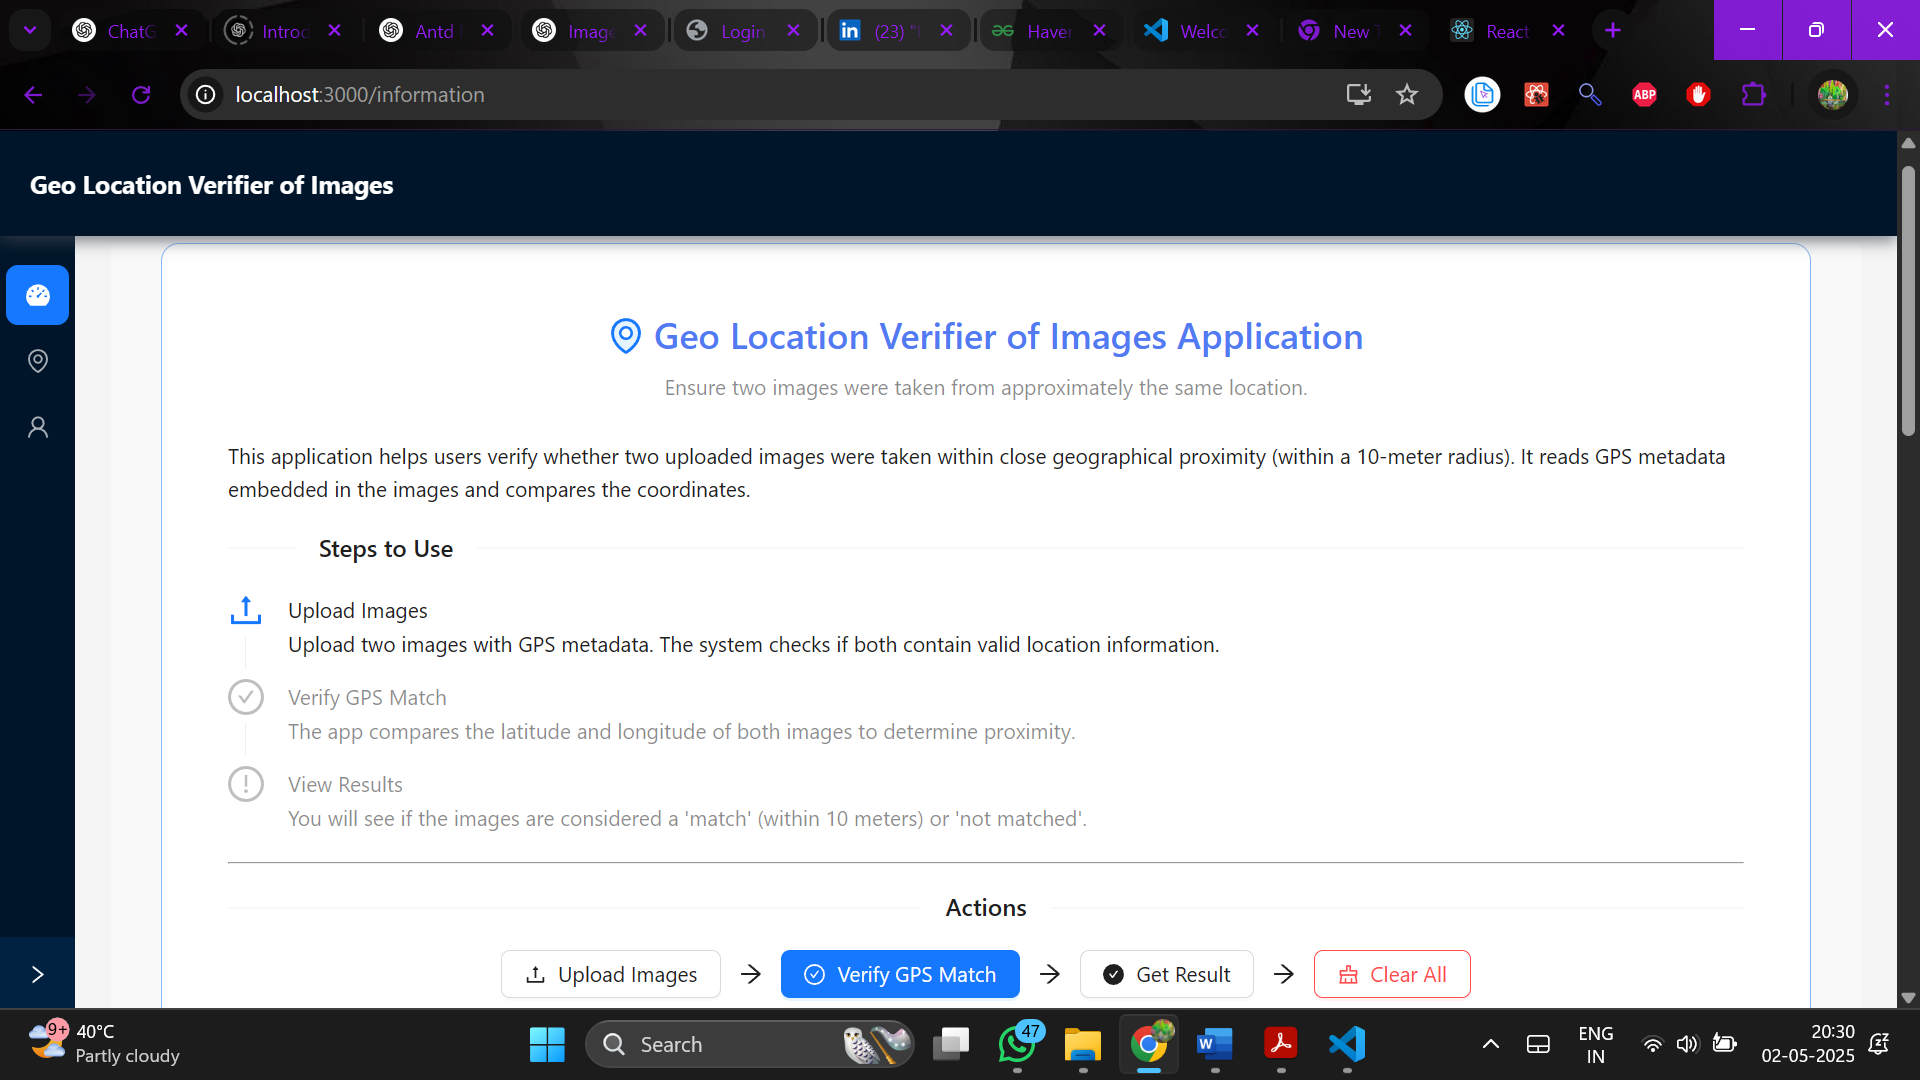 ChatG
Introd
Antd
Image
Login
(23) "
Haver
Welco
New T
React
localhost:3000/information
ABP
Geo Location Verifier of Images
Geo Location Verifier of Images Application
Ensure two images were taken from approximately the same location.
This application helps users verify whether two uploaded images were taken within close geographical proximity (within a 10-meter radius). It reads GPS metadata
embedded in the images and compares the coordinates.
Steps to Use
Upload Images
Upload two images with GPS metadata. The system checks if both contain valid location information.
Verify GPS Match
The app compares the latitude and longitude of both images to determine proximity.
View Results
You will see if the images are considered a 'match' (within 10 meters) or 'not matched'.
Actions
Upload Images
Verify GPS Match
Get Result
Clear All
9+
40°C
Partly cloudy
Search
47
ENG
IN
20:30
02-05-2025